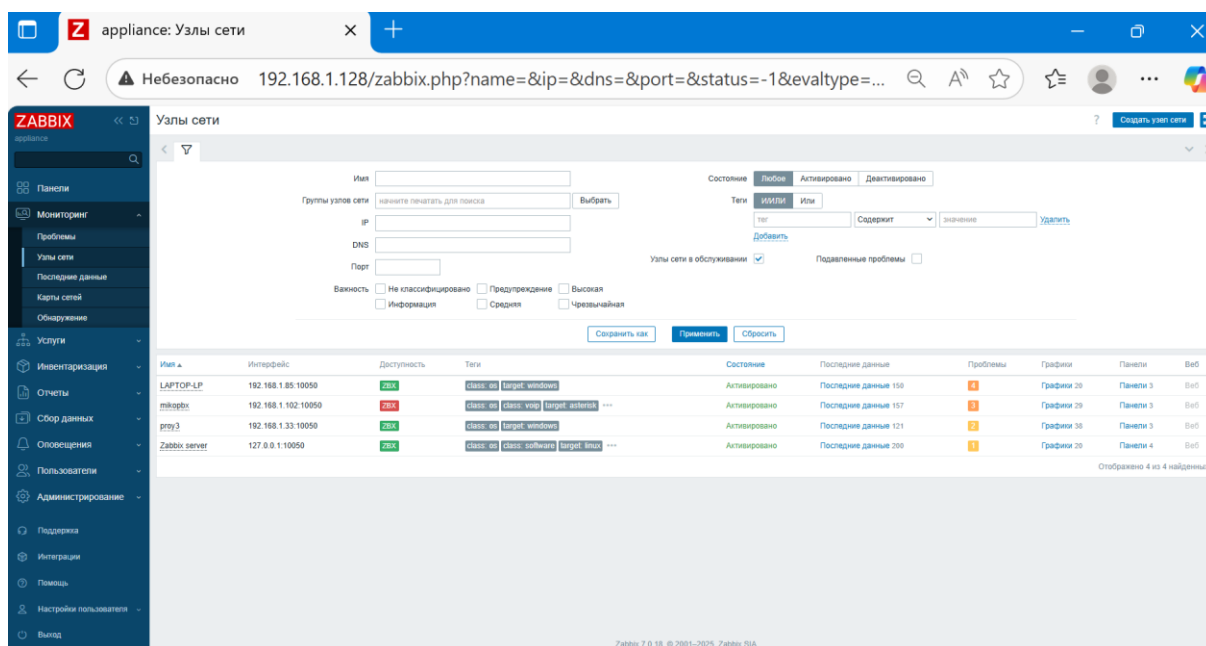 Z appliance: Узлы сети
Небезопасно 192.168.1.128/zabbix.php?name=&ip=&dns=&port=&status=-1&evaltype=...
ZABBIX
appliance
Узлы сети
? Создать узел сети
Панели
Мониторинг
Проблемы
Узлы сети
Последние данные
Карты сетей
Обнаружение
Услуги
Инвентаризация
Отчеты
Сбор данных
Оповещения
Пользователи
Администрирование
Поддержка
Интеграции
Помощь
Настройки пользователя
Выход
Имя
Группы узлов сети начните печатать для поиска Выбрать
IP
DNS
Порт
Важность Не классифицировано Предупреждение Высокая
Информация Средняя Чрезвычайная
Состояние Любое Активировано Деактивировано
Теги И/ИЛИ Или
тег Содержит значение Удалить
Добавить
Узлы сети в обслуживании Подавленные проблемы
Сохранить как Применить Сбросить
Имя Интерфейс Доступность Теги Состояние Последние данные Проблемы Графики Панели Веб
LAPTOP-LP 192.168.1.85:10050 ZBX class: os target: windows Активировано Последние данные 150 4 Графики 20 Панели 3 Веб
mikopbx 192.168.1.102:10050 ZBX class: os class: voip target: asterisk ••• Активировано Последние данные 157 3 Графики 29 Панели 3 Веб
proy3 192.168.1.33:10050 ZBX class: os target: windows Активировано Последние данные 121 2 Графики 38 Панели 3 Веб
Zabbix server 127.0.0.1:10050 ZBX class: os class: software target: linux ••• Активировано Последние данные 200 1 Графики 20 Панели 4 Веб
Отображено 4 из 4 найденных
Zabbix 7.0.18. © 2001–2025, Zabbix SIA